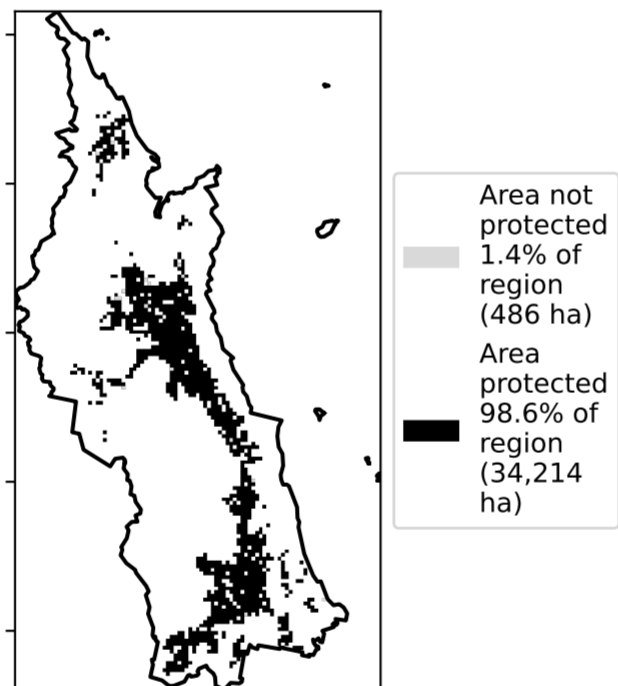 Area not
protected
1.4% of
region
(486 ha)
Area
protected
98.6% of
region
(34,214
ha)